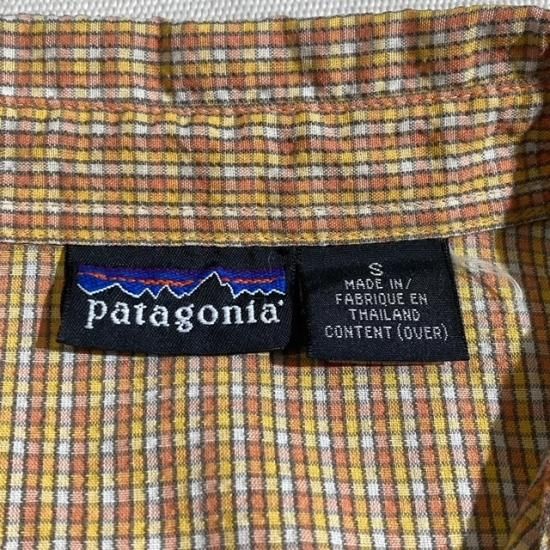 patagonia®
S
MADE IN/
FABRIQUE EN
THAILAND
CONTENT (OVER)